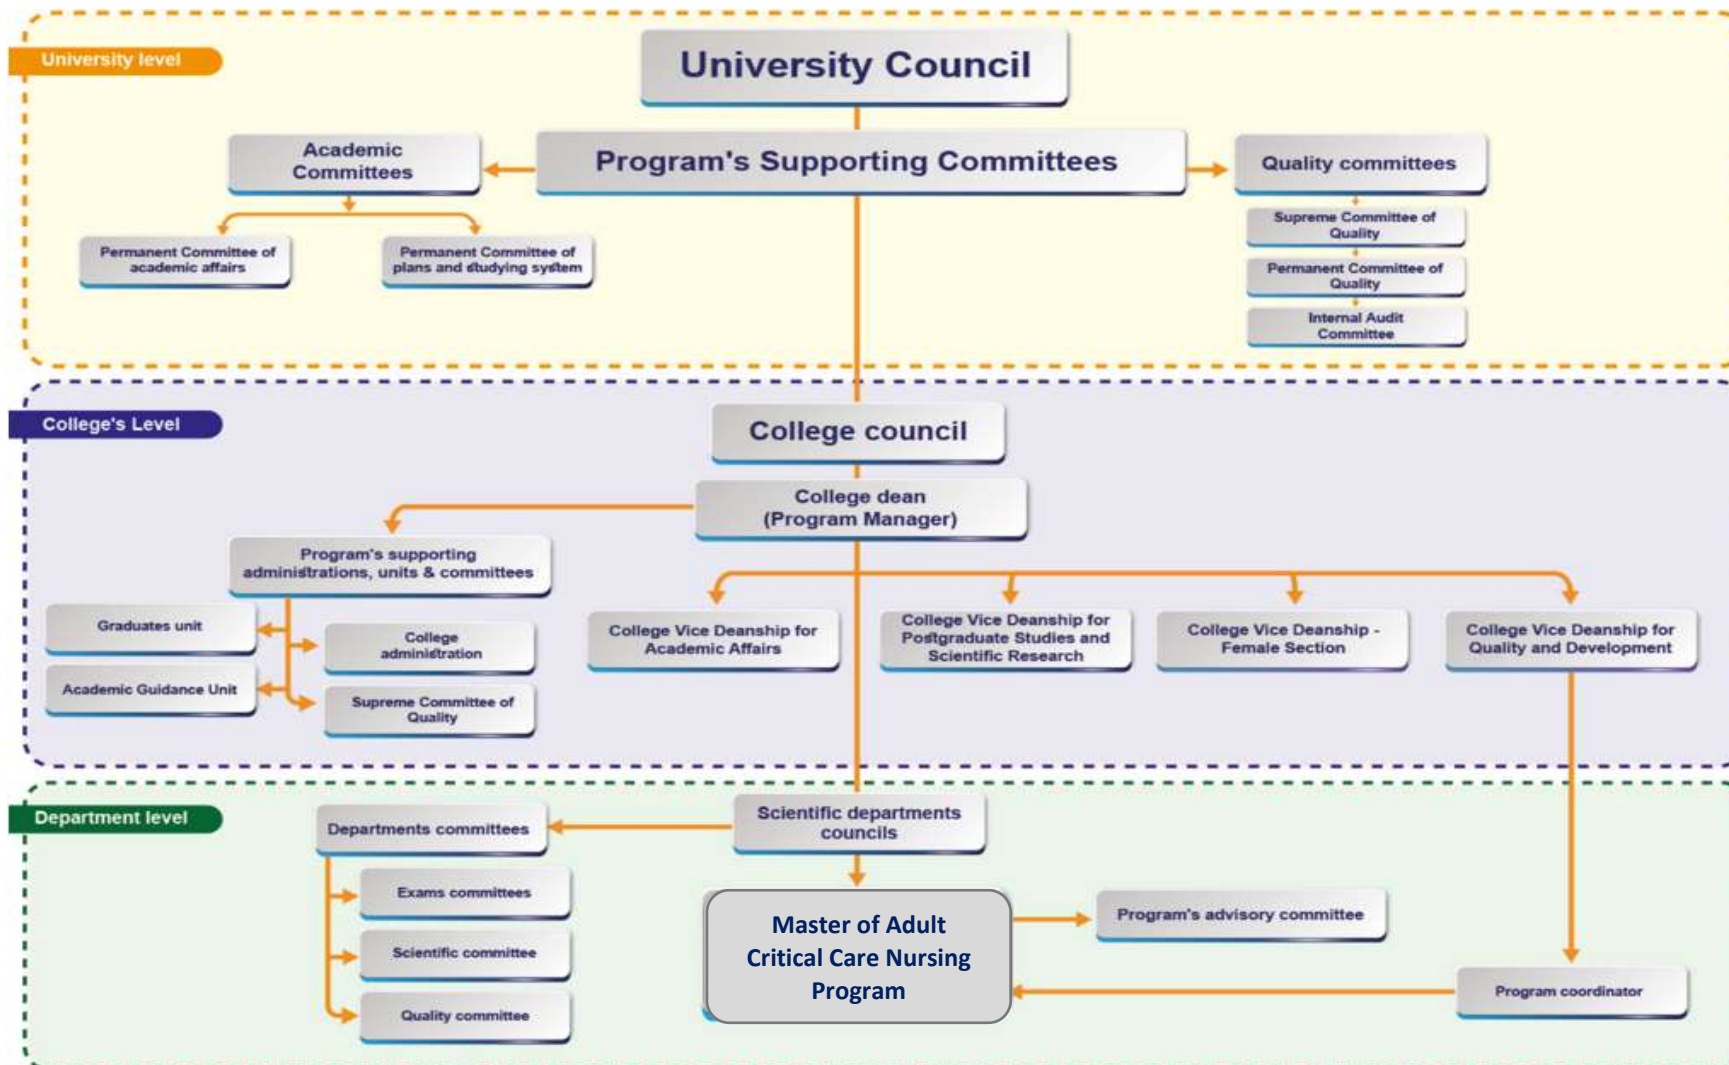 University level
University Council
Academic
Committees
Program's Supporting Committees
Quality committees
Permanent Committee of
academic affairs
Permanent Committee of
plans and studying system
Supreme Committee of
Quality
Permanent Committee of
Quality
Internal Audit
Committee
College's Level
College council
College dean
(Program Manager)
Program's supporting
administrations, units & committees
Graduates unit
College
administration
Academic Guidance Unit
Supreme Committee of
Quality
College Vice Deanship for
Academic Affairs
College Vice Deanship for
Postgraduate Studies and
Scientific Research
College Vice Deanship -
Female Section
College Vice Deanship for
Quality and Development
Department level
Departments committees
Scientific departments
councils
Exams committees
Scientific committee
Quality committee
Master of Adult
Critical Care Nursing
Program
Program's advisory committee
Program coordinator